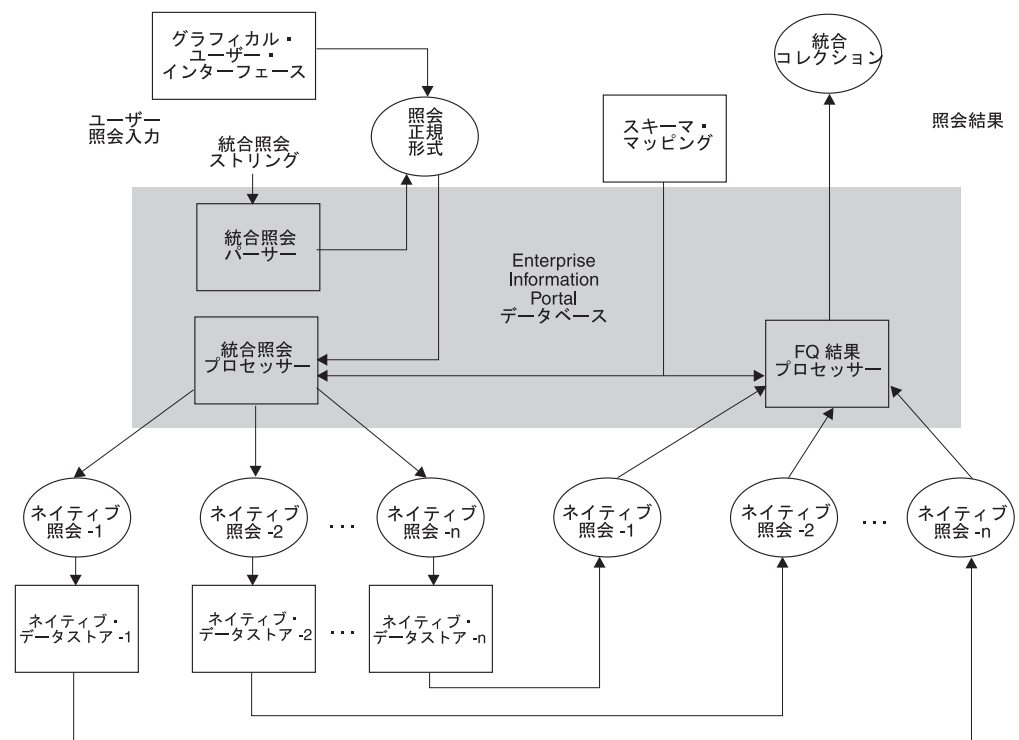 グラフィカル・
ユーザー・
インターフェース
統合
コレクション
ユーザー
照会入力
照会
正規
形式
スキーマ・
マッピング
照会結果
統合照会
ストリング
統合照会
パーサー
Enterprise
Information
Portal
データベース
統合照会
プロセッサー
FQ 結果
プロセッサー
ネイティブ
照会 -1
ネイティブ
照会 -2
...
ネイティブ
照会 -n
ネイティブ
照会 -1
ネイティブ
照会 -2
...
ネイティブ
照会 -n
ネイティブ・
データストア -1
ネイティブ・
データストア -2
...
ネイティブ・
データストア -n